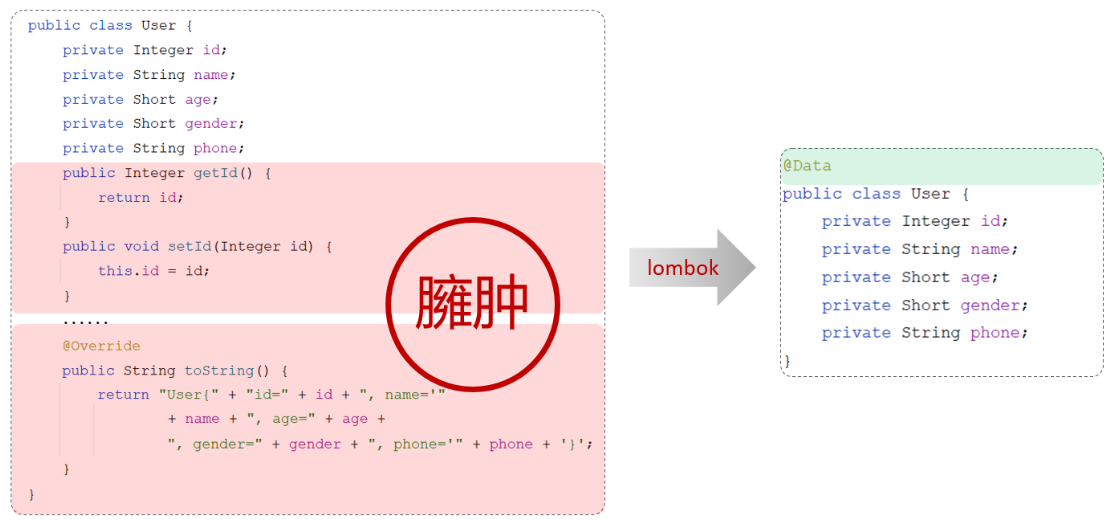 public class User {
    private Integer id;
    private String name;
    private Short age;
    private Short gender;
    private String phone;
    public Integer getId() {
        return id;
    }
    public void setId(Integer id) {
        this.id = id;
    }
    ······
    @Override
    public String toString() {
        return "User{" + "id=" + id + ", name='"
                + name + ", age=" + age +
                ", gender=" + gender + ", phone='" + phone + '}';
    }
}
臃肿
lombok
@Data
public class User {
    private Integer id;
    private String name;
    private Short age;
    private Short gender;
    private String phone;
}